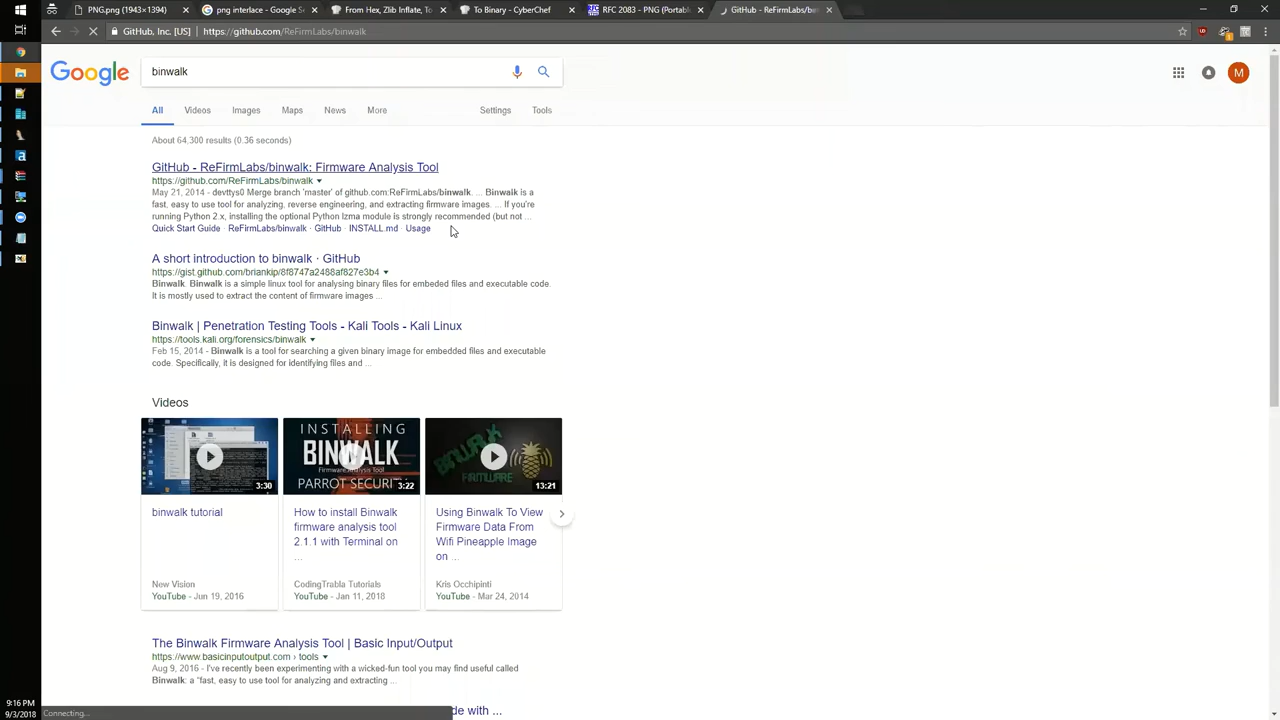 PNG.png (1943×1394)
png imagemagick - Goo
From Hex, Zlib Inflate, To
To Binary - CyberChef
RFC 2083 - PNG (Portab
GitHub - ReFirmLabs/bin
GitHub, Inc. [US] | https://github.com/ReFirmLabs/binwalk
Google
binwalk
M
All Videos Images Maps News More Settings Tools
About 64,300 results (0.36 seconds)
GitHub - ReFirmLabs/binwalk: Firmware Analysis Tool
https://github.com/ReFirmLabs/binwalk
May 21, 2014 - devttys0 Merge branch 'master' of github.com:ReFirmLabs/binwalk. ... Binwalk is a
fast, easy to use tool for analyzing, reverse engineering, and extracting firmware images. ... If you're
running Python 2.x, installing the optional Python lzma module is strongly recommended (but not ...
Quick Start Guide · ReFirmLabs/binwalk · GitHub · INSTALL.md · Usage
A short introduction to binwalk · GitHub
https://gist.github.com/briankip/8f8747a2488af827e3b4
Binwalk. Binwalk is a simple linux tool for analysing binary files for embeded files and executable code.
It is mostly used to extract the content of firmware images ...
Binwalk | Penetration Testing Tools - Kali Tools - Kali Linux
https://tools.kali.org/forensics/binwalk
Feb 15, 2014 - Binwalk is a tool for searching a given binary image for embedded files and executable
code. Specifically, it is designed for identifying files and ...
Videos
INSTALLING
BINWALK
Firmware Analysis Tool
PARROT SECURI
BINWALK
FIRMWARE
3:30
3:22
13:21
binwalk tutorial
New Vision
YouTube - Jun 19, 2016
How to install Binwalk
firmware analysis tool
2.1.1 with Terminal on
...
CodingTrabla Tutorials
YouTube - Jan 11, 2018
Using Binwalk To View
Firmware Data From
Wifi Pineapple Image
on ...
Kris Occhipinti
YouTube - Mar 24, 2014
The Binwalk Firmware Analysis Tool | Basic Input/Output
https://www.basicinputoutput.com › tools
Aug 9, 2016 - I've recently been experimenting with a wicked-fun tool you may find useful called
Binwalk: a "fast, easy to use tool for analyzing and extracting ...
de with ...
Connecting...
9:16 PM
9/3/2018